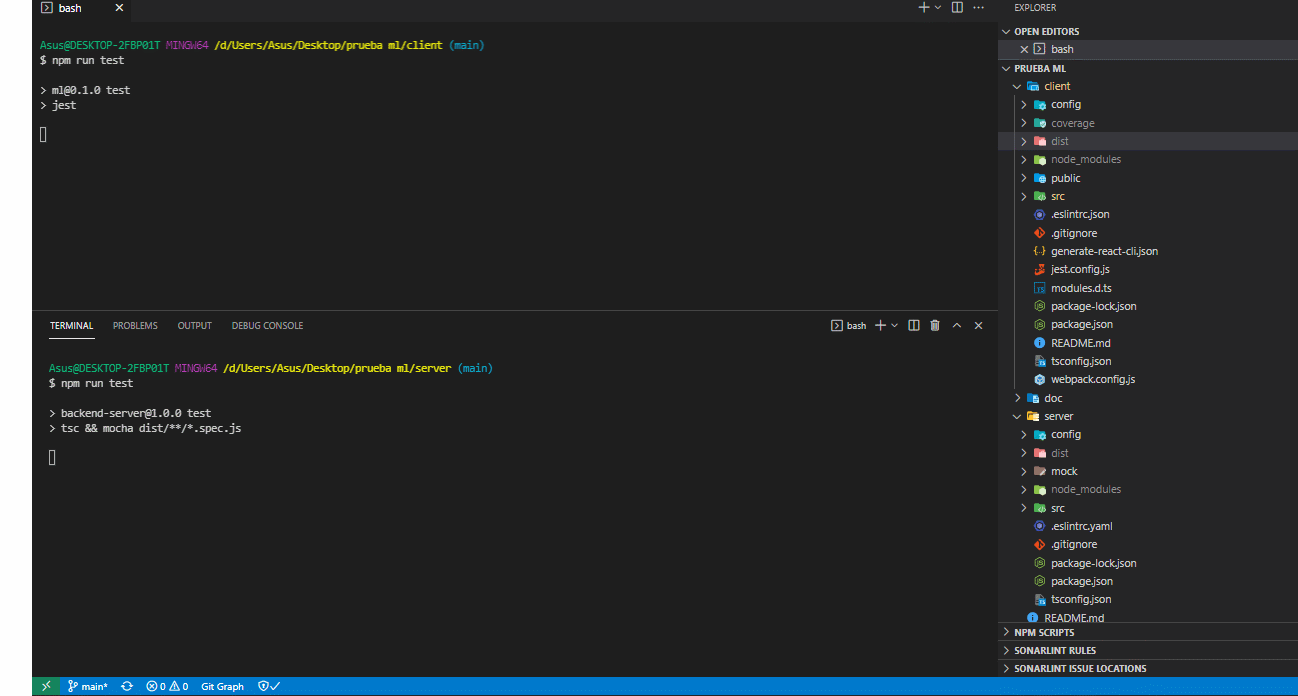 bash
Asus@DESKTOP-2FBP01T MINGW64 /d/Users/Asus/Desktop/prueba ml/client (main)
$ npm run test
> ml@0.1.0 test
> jest
TERMINAL PROBLEMS OUTPUT DEBUG CONSOLE bash
Asus@DESKTOP-2FBP01T MINGW64 /d/Users/Asus/Desktop/prueba ml/server (main)
$ npm run test
> backend-server@1.0.0 test
> tsc && mocha dist/**/*.spec.js
EXPLORER
OPEN EDITORS
bash
PRUEBA ML
client
config
coverage
dist
node_modules
public
src
.eslintrc.json
.gitignore
generate-react-cli.json
jest.config.js
modules.d.ts
package-lock.json
package.json
README.md
tsconfig.json
webpack.config.js
doc
server
config
dist
mock
node_modules
src
.eslintrc.yaml
.gitignore
package-lock.json
package.json
tsconfig.json
README.md
NPM SCRIPTS
SONARLINT RULES
SONARLINT ISSUE LOCATIONS
main* 0 0 Git Graph